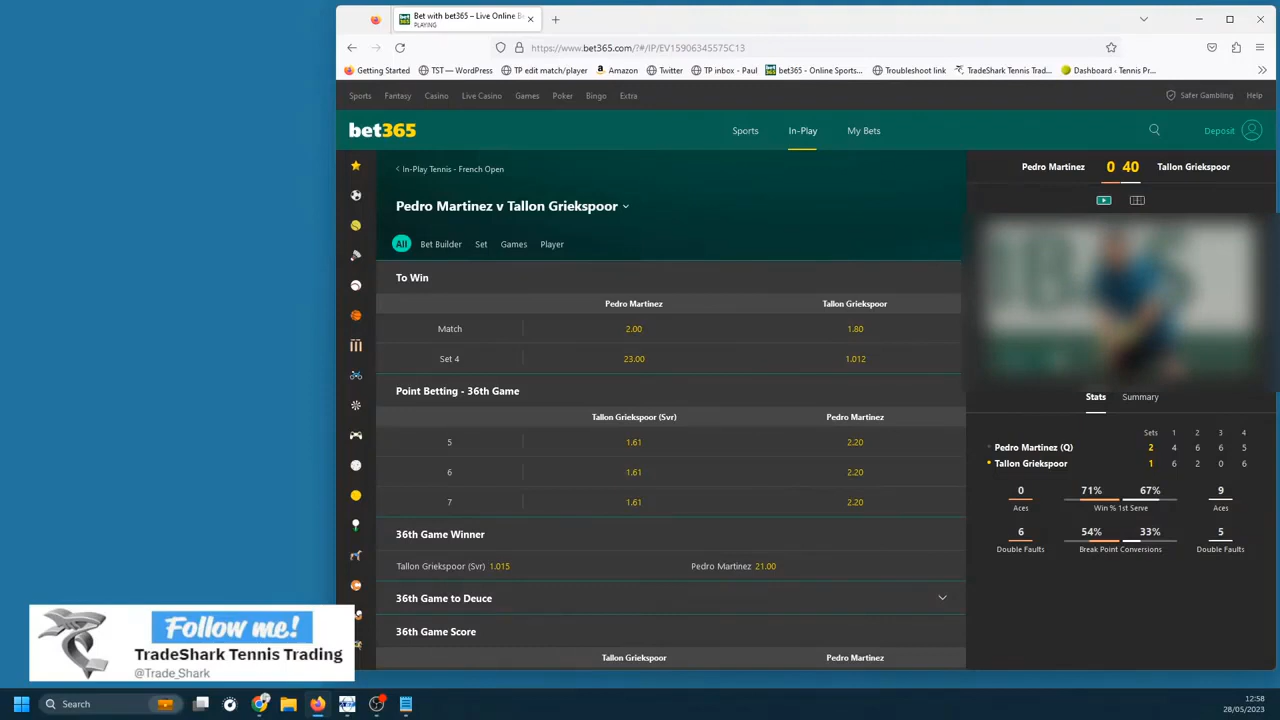 Bet with bet365 – Live Online Be
PLAYING
https://www.bet365.com/?#/IP/EV15906345575C13
Getting Started
TST — WordPress
TP edit match/player
Amazon
Twitter
TP inbox - Paul
bet365 - Online Sports...
Troubleshoot link
TradeShark Tennis Trad...
Dashboard ‹ Tennis Pr...
Sports Fantasy Casino Live Casino Games Poker Bingo Extra
Safer Gambling Help
bet365
Sports In-Play My Bets
Deposit
In-Play Tennis - French Open
Pedro Martinez v Tallon Griekspoor
All Bet Builder Set Games Player
To Win
Pedro Martinez Tallon Griekspoor
Match 2.00 1.80
Set 4 23.00 1.012
Point Betting - 36th Game
Tallon Griekspoor (Svr) Pedro Martinez
5 1.61 2.20
6 1.61 2.20
7 1.61 2.20
36th Game Winner
Tallon Griekspoor (Svr) 1.015 Pedro Martinez 21.00
36th Game to Deuce
36th Game Score
Tallon Griekspoor Pedro Martinez
Pedro Martinez 0 40 Tallon Griekspoor
Stats Summary
Sets 1 2 3 4
Pedro Martinez (Q) 2 4 6 6 5
Tallon Griekspoor 1 6 2 0 6
0 71% 67% 9
Aces Win % 1st Serve Aces
6 54% 33% 5
Double Faults Break Point Conversions Double Faults
Follow me!
TradeShark Tennis Trading
@Trade_Shark
Search
12:58
28/05/2023